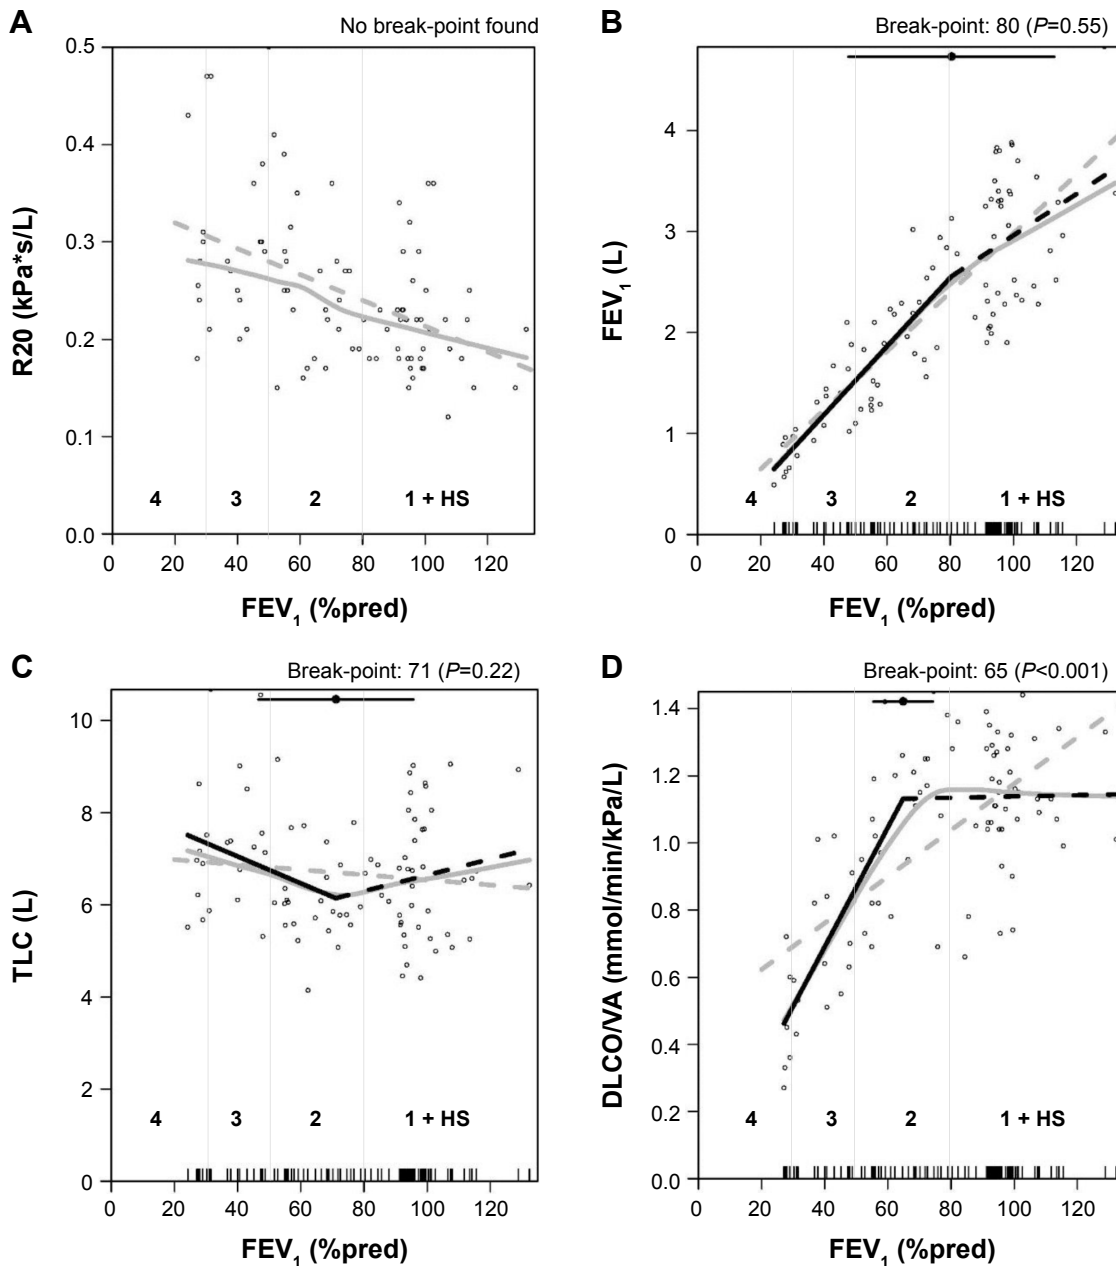 A
No break-point found
R20 (kPa*s/L)
0.5
0.4
0.3
0.2
0.1
0.0
4 3 2 1 + HS
0 20 40 60 80 100 120
FEV1 (%pred)
B
Break-point: 80 (P=0.55)
FEV1 (L)
4
3
2
1
0
4 3 2 1 + HS
0 20 40 60 80 100 120
FEV1 (%pred)
C
Break-point: 71 (P=0.22)
TLC (L)
10
8
6
4
2
0
4 3 2 1 + HS
0 20 40 60 80 100 120
FEV1 (%pred)
D
Break-point: 65 (P<0.001)
DLCO/VA (mmol/min/kPa/L)
1.4
1.2
1.0
0.8
0.6
0.4
0.2
0.0
4 3 2 1 + HS
0 20 40 60 80 100 120
FEV1 (%pred)